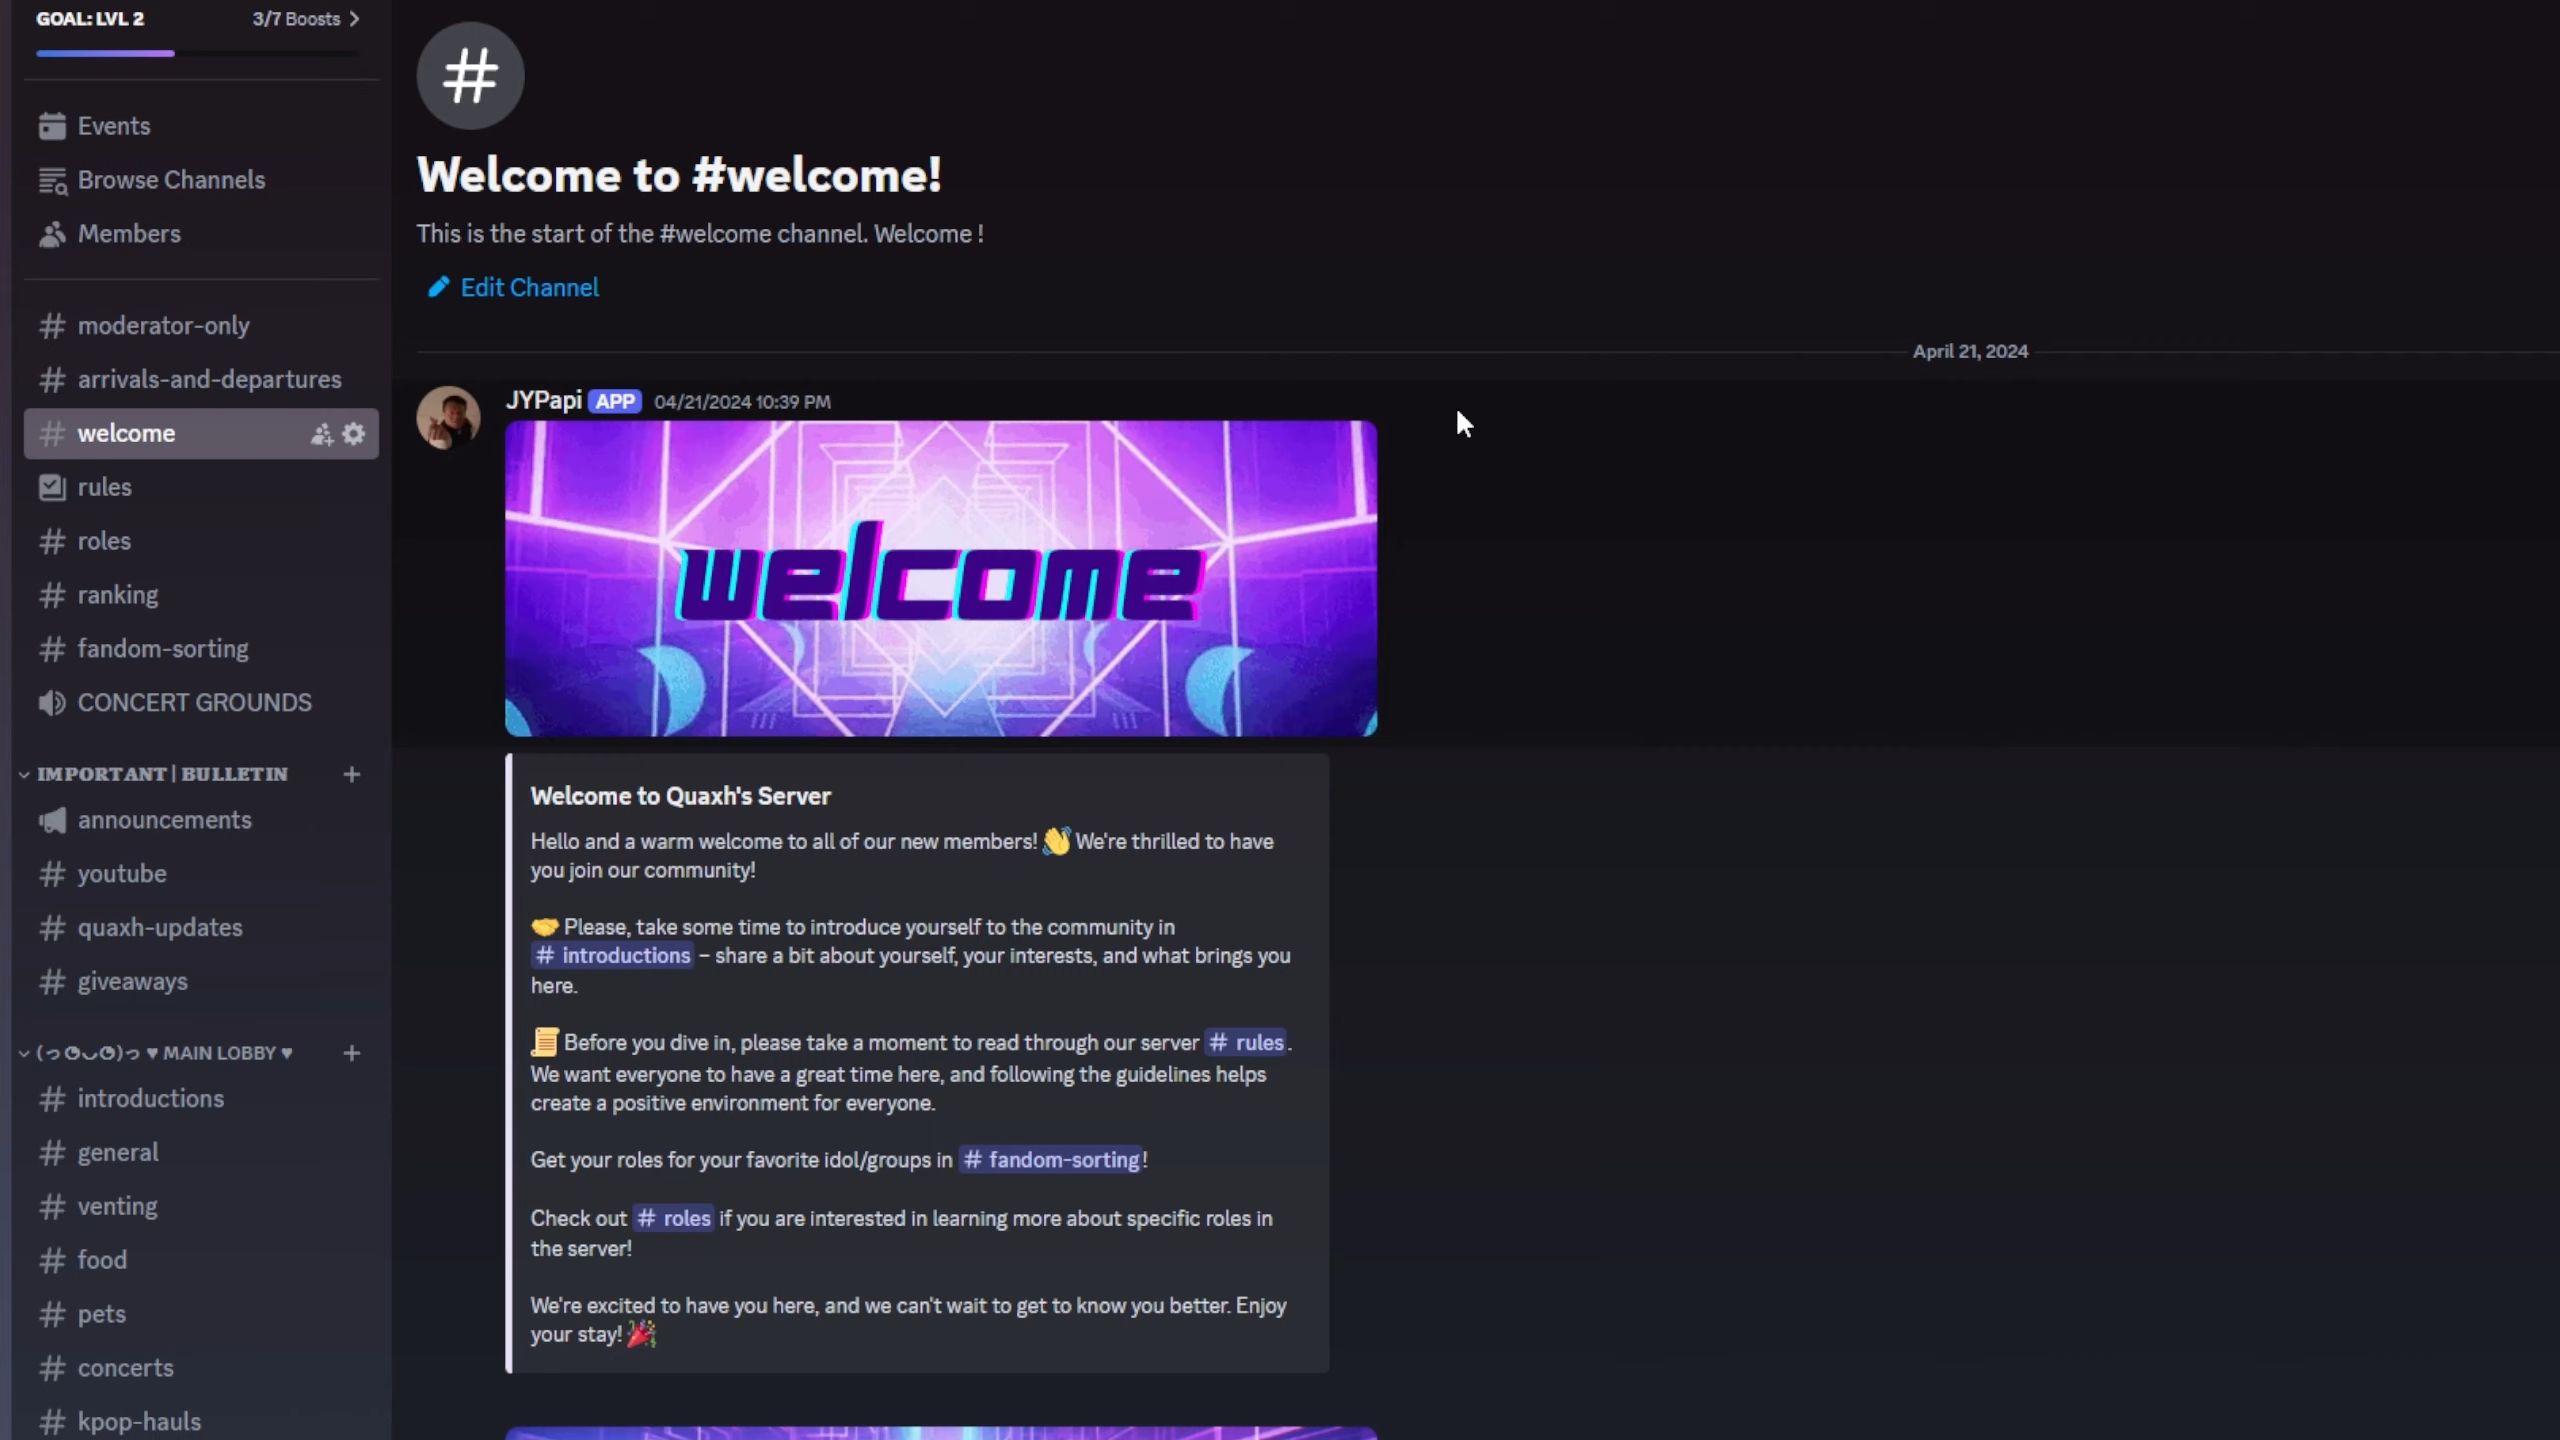 GOAL: LVL 2
3/7 Boosts
Events
Browse Channels
Members
moderator-only
arrivals-and-departures
welcome
rules
roles
ranking
fandom-sorting
CONCERT GROUNDS
IMPORTANT | BULLETIN
announcements
youtube
quaxh-updates
giveaways
(っ◔◡◔)っ ♥ MAIN LOBBY ♥
introductions
general
venting
food
pets
concerts
kpop-hauls
Welcome to #welcome!
This is the start of the #welcome channel. Welcome !
Edit Channel
April 21, 2024
JYPapi APP 04/21/2024 10:39 PM
welcome
Welcome to Quaxh's Server
Hello and a warm welcome to all of our new members! 👋 We're thrilled to have
you join our community!
🤝 Please, take some time to introduce yourself to the community in
# introductions – share a bit about yourself, your interests, and what brings you
here.
📜 Before you dive in, please take a moment to read through our server # rules.
We want everyone to have a great time here, and following the guidelines helps
create a positive environment for everyone.
Get your roles for your favorite idol/groups in # fandom-sorting!
Check out # roles if you are interested in learning more about specific roles in
the server!
We're excited to have you here, and we can't wait to get to know you better. Enjoy
your stay! 🎉